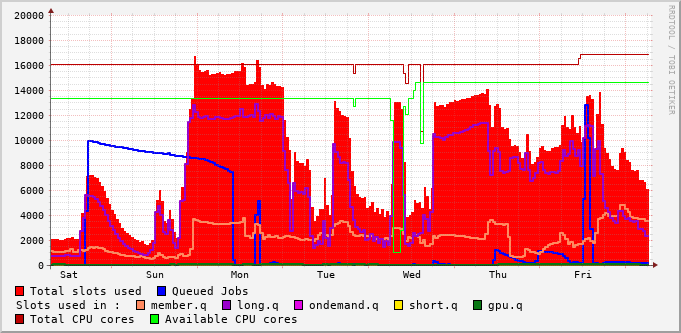 20000
18000
16000
14000
12000
10000
8000
6000
4000
2000
0
Sat Sun Mon Tue Wed Thu Fri
RRDTOOL / TOBI OETIKER
Total slots used Queued Jobs
Slots used in : member.q long.q ondemand.q short.q gpu.q
Total CPU cores Available CPU cores